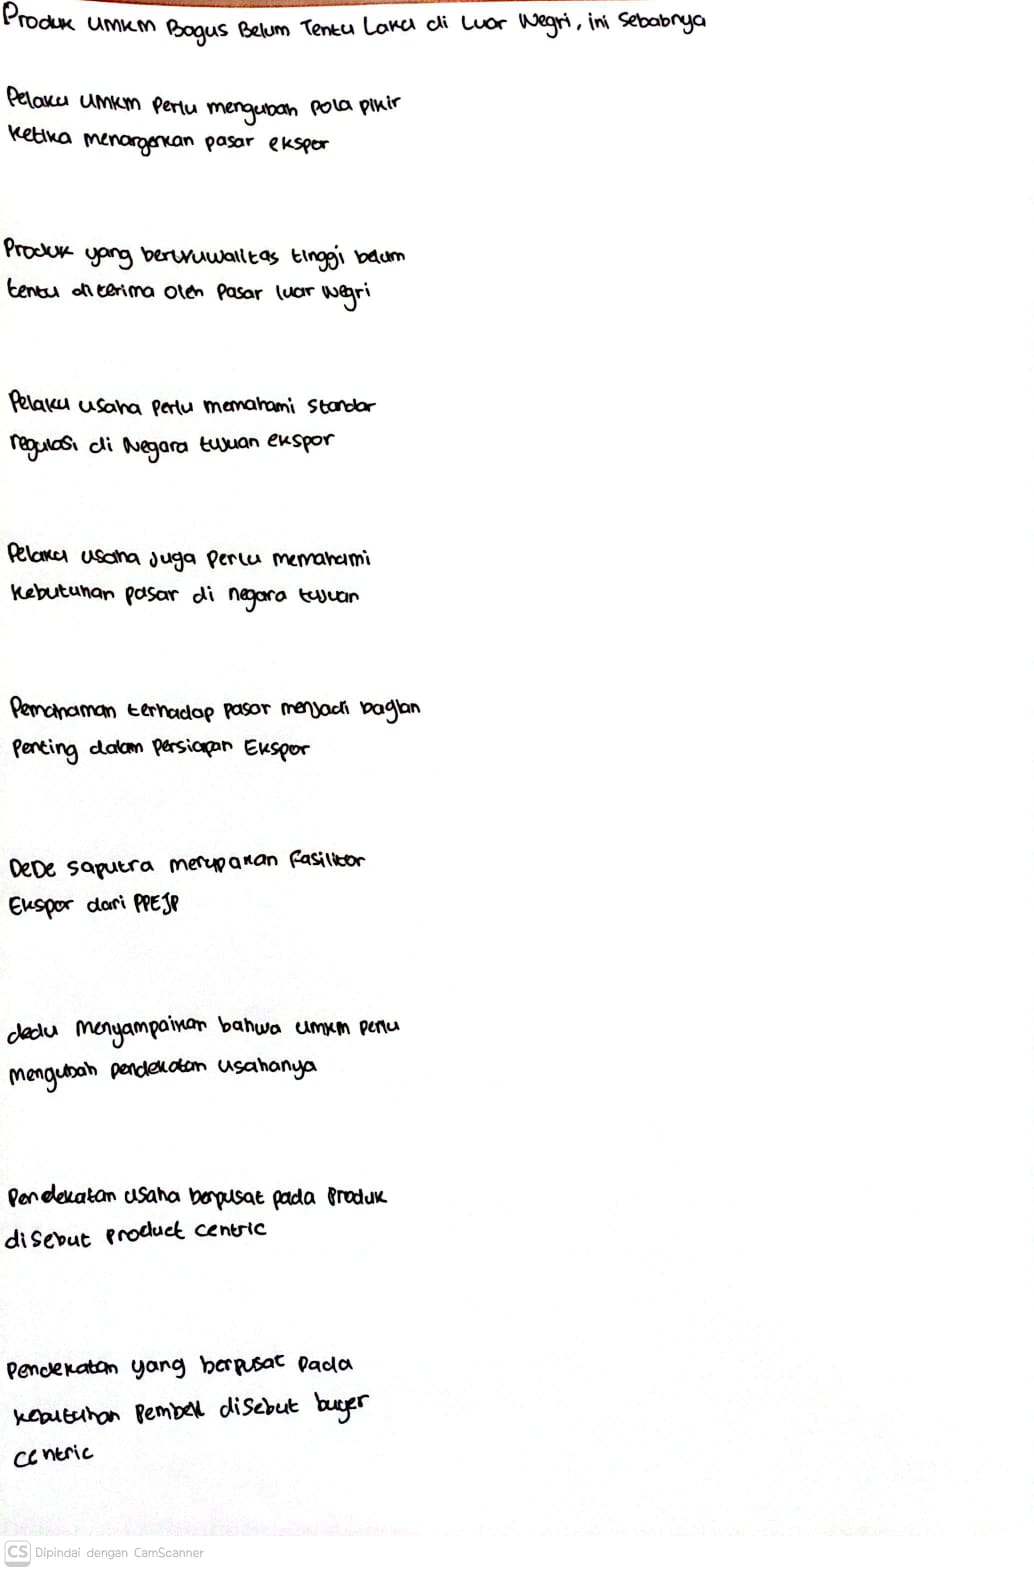 Produk UMKM Bagus Belum Tentu Laku di Luar Negri, ini Sebabnya
Pelaku UMKM Perlu mengubah pola pikir
ketika menargetkan pasar ekspor
Produk yang berkuwalitas tinggi belum
tentu diterima oleh Pasar luar Negri
Pelaku usaha Perlu memahami standar
regulasi di Negara tujuan ekspor
Pelaku usaha juga Perlu memahami
kebutuhan pasar di negara tujuan
Pemahaman terhadap pasar menjadi bagian
Penting dalam Persiapan Ekspor
DeDe saputra merupakan Fasilitor
Ekspor dari PPEJP
dedu menyampaikan bahwa umkm perlu
mengubah pendekatan usahanya
Pendekatan usaha berpusat pada Produk
disebut product centric
Pendekatan yang berpusat Pada
kebutuhan Pembeli disebut buyer
centric
CS Dipindai dengan CamScanner